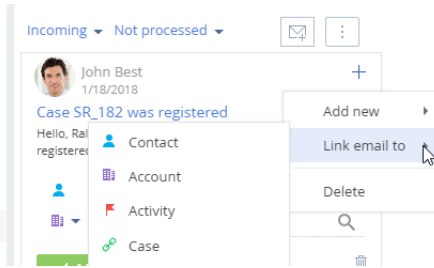 Incoming Not processed
John Best
1/18/2018
Case SR_182 was registered
Hello, Ral
registered
Add new
Link email to
Delete
Contact
Account
Activity
Case